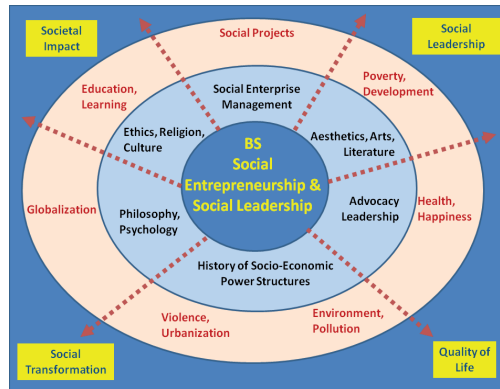 Societal
Impact
Social Projects
Social
Leadership
Education,
Learning
Poverty,
Development
Social Enterprise
Management
Ethics, Religion,
Culture
Aesthetics, Arts,
Literature
BS
Social
Entrepreneurship &
Social Leadership
Globalization
Philosophy,
Psychology
Advocacy
Leadership
Health,
Happiness
History of Socio-Economic
Power Structures
Violence,
Urbanization
Environment,
Pollution
Social
Transformation
Quality of
Life